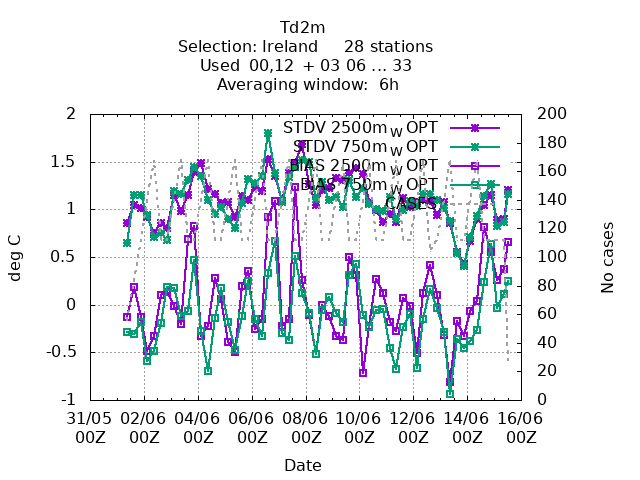 Td2m
Selection: Ireland 28 stations
Used 00,12 + 03 06 ... 33
Averaging window: 6h
STDV 2500m w OPT
STDV 750m w OPT
BIAS 2500m w OPT
BIAS 750m w OPT
CASES
2
1.5
1
0.5
0
-0.5
-1
deg C
200
180
160
140
120
100
80
60
40
20
0
No cases
31/05 02/06 04/06 06/06 08/06 10/06 12/06 14/06 16/06
00Z 00Z 00Z 00Z 00Z 00Z 00Z 00Z 00Z
Date